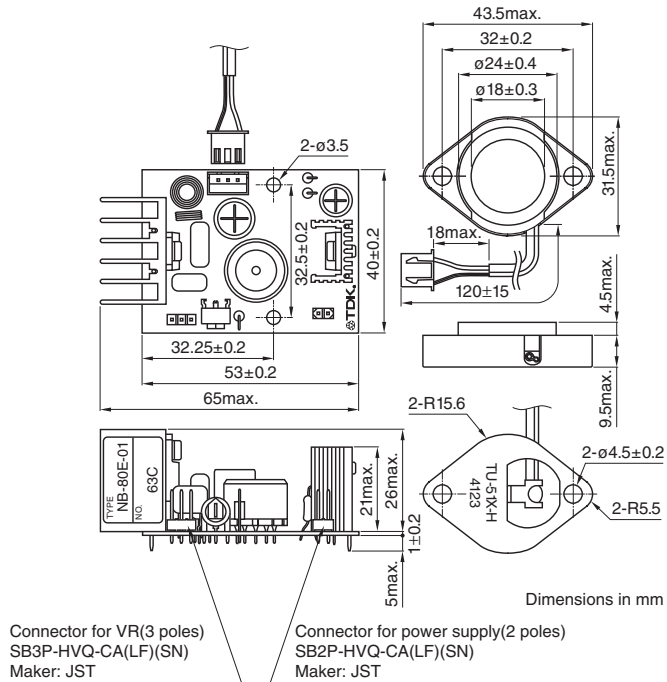 43.5max.
32±0.2
ø24±0.4
ø18±0.3
2-ø3.5
31.5max.
18max.
120±15
32.5±0.2
40±0.2
TDK.
4.5max.
9.5max.
32.25±0.2
53±0.2
65max.
2-R15.6
2-ø4.5±0.2
TU-51X-H
4123
2-R5.5
TYPE
NB-80E-01
NO.
63C
21max.
26max.
1±0.2
5max.
Dimensions in mm
Connector for VR(3 poles)
SB3P-HVQ-CA(LF)(SN)
Maker: JST
Connector for power supply(2 poles)
SB2P-HVQ-CA(LF)(SN)
Maker: JST